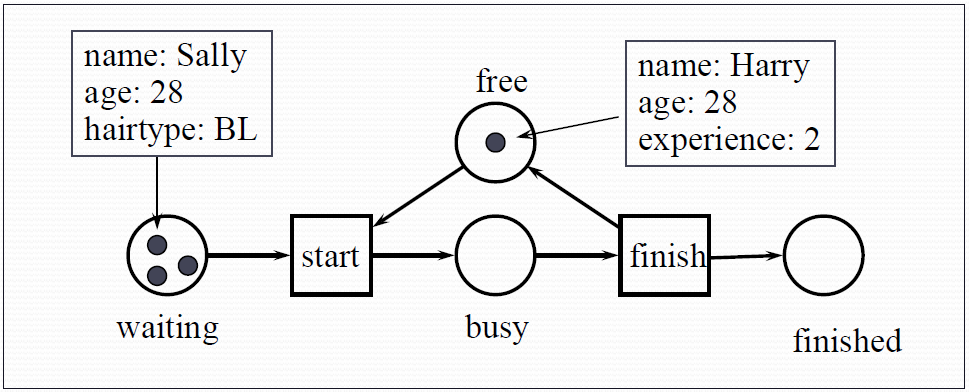 name: Sally
age: 28
hairtype: BL
free
name: Harry
age: 28
experience: 2
start
finish
waiting
busy
finished